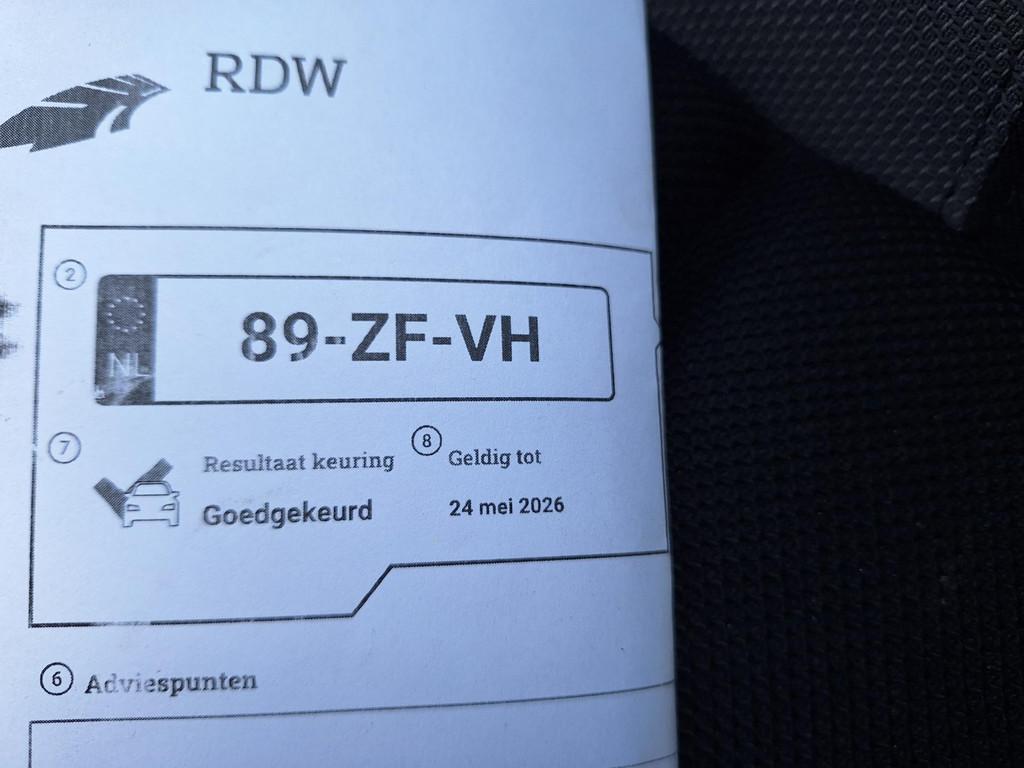 RDW
2
NL
89-ZF-VH
7
Resultaat keuring
Goedgekeurd
8
Geldig tot
24 mei 2026
6 Adviespunten